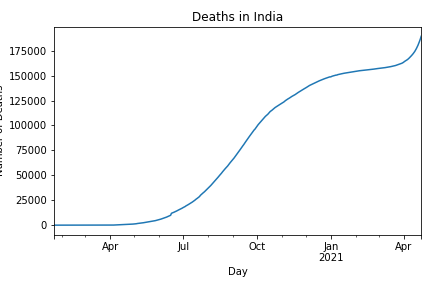 Deaths in India
Number of Deaths
175000
150000
125000
100000
75000
50000
25000
0
Apr Jul Oct Jan Apr
2021
Day